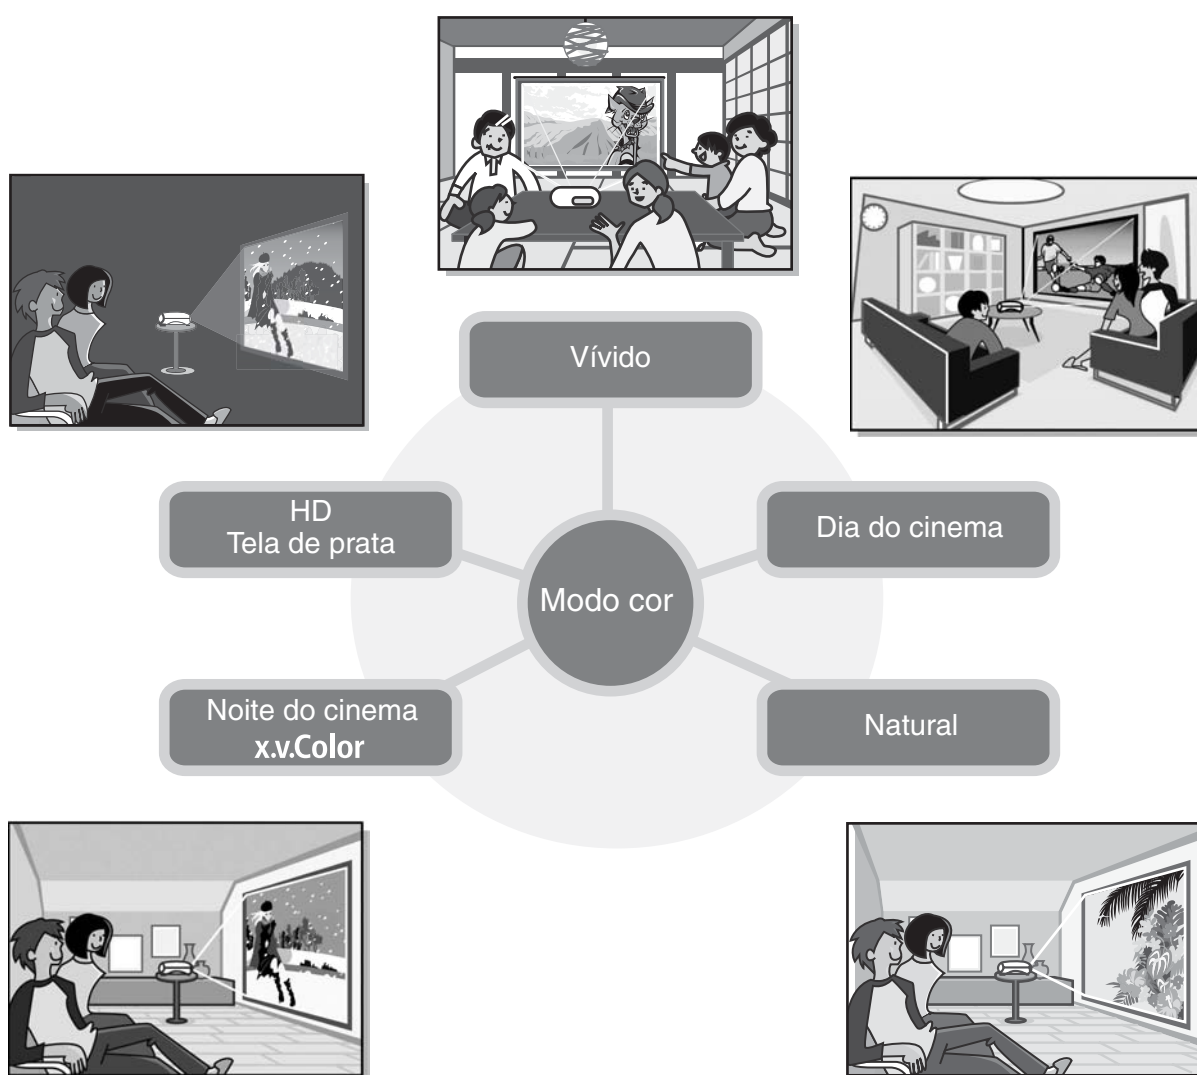 Vívido
HD
Tela de prata
Dia do cinema
Modo cor
Noite do cinema
x.v.Color
Natural